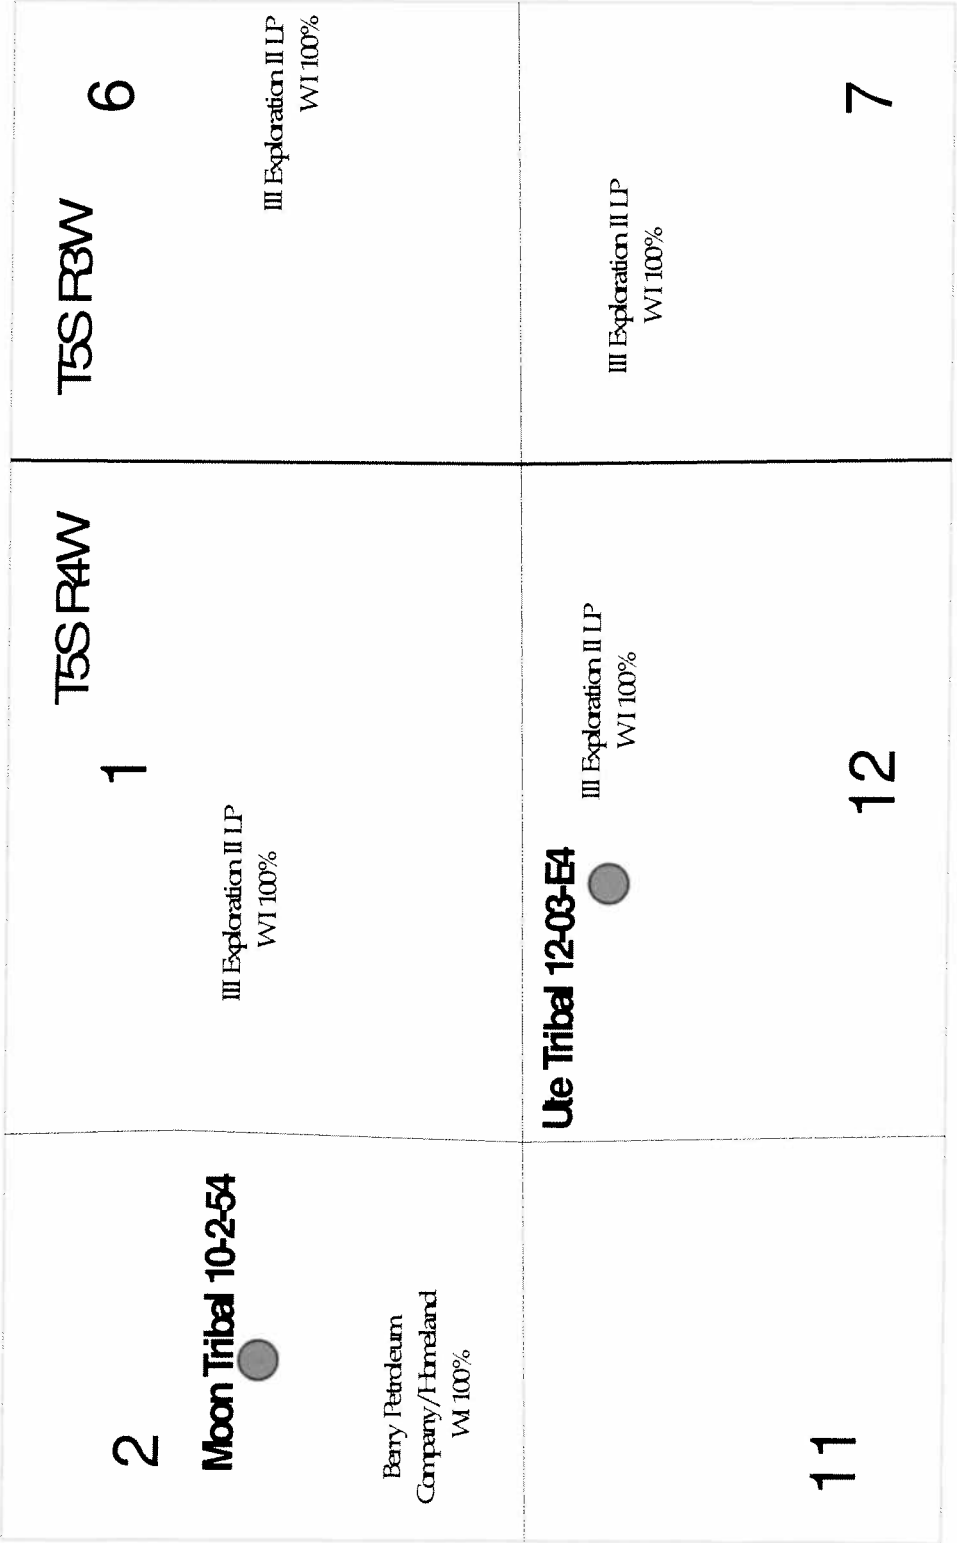 2
Moon Tribal 10-2-54
Berry Petroleum
Company/Homeland
WI 100%
1
T5S R4W
III Exploration II LP
WI 100%
T5S R3W
6
III Exploration II LP
WI 100%
11
Ute Tribal 12-03-E4
III Exploration II LP
WI 100%
12
III Exploration II LP
WI 100%
7